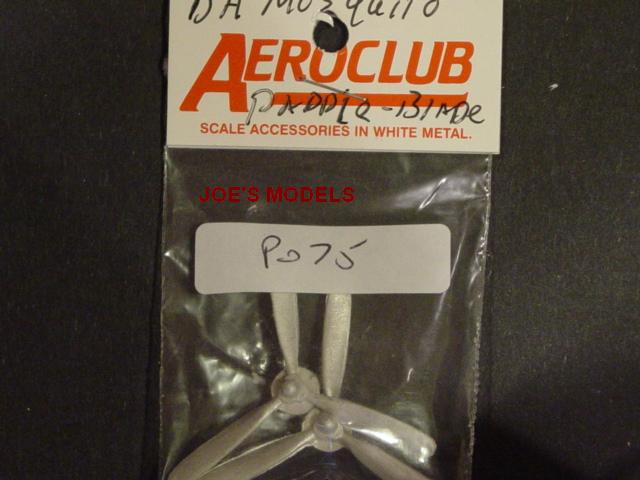 DH MOSQUITO
AEROCLUB
PADDLE-BLADE
SCALE ACCESSORIES IN WHITE METAL.
JOE'S MODELS
P075